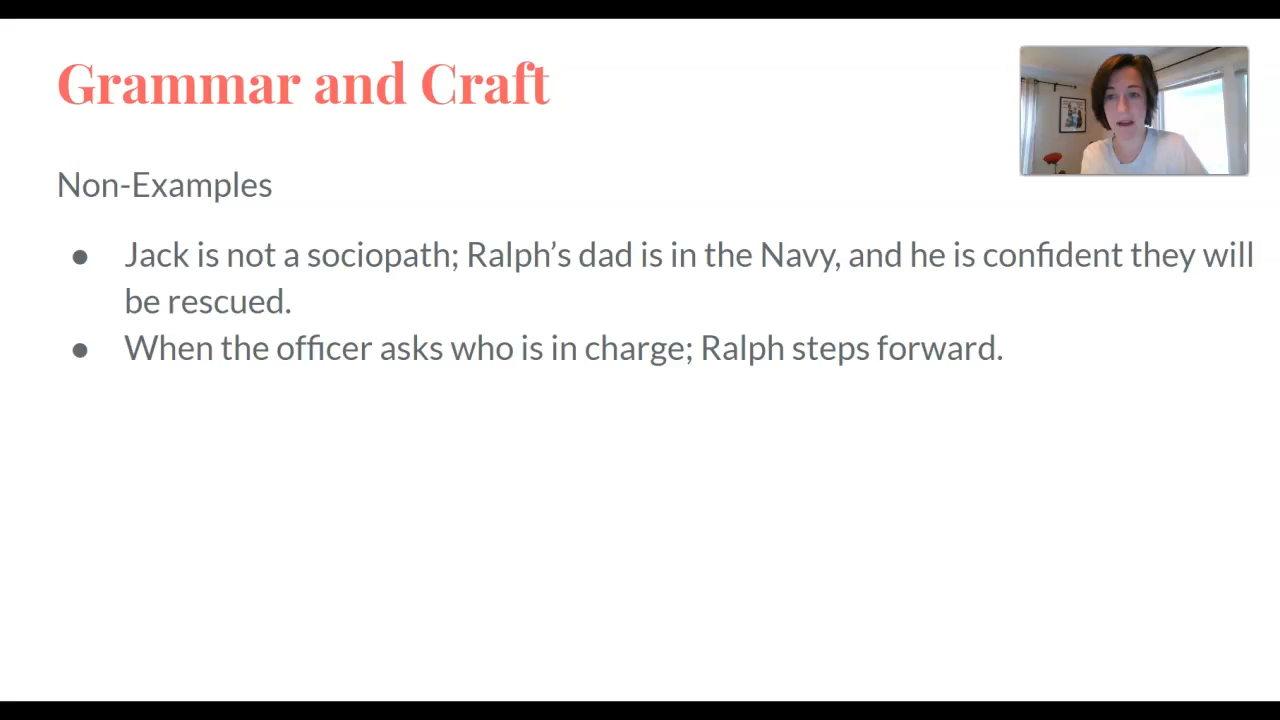 Grammar and Craft
Non-Examples
● Jack is not a sociopath; Ralph’s dad is in the Navy, and he is confident they will
be rescued.
● When the officer asks who is in charge; Ralph steps forward.